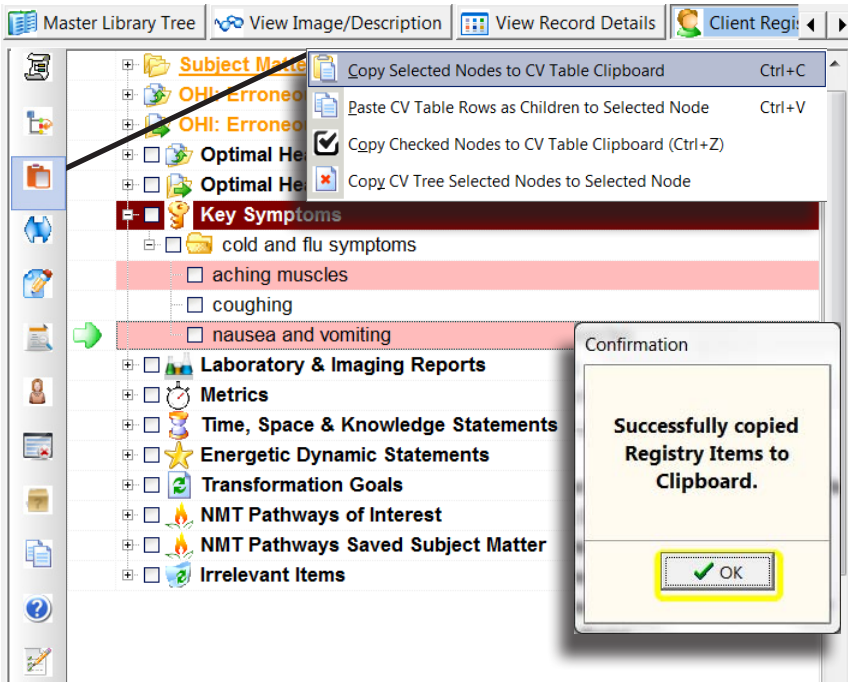 Master Library Tree
View Image/Description
View Record Details
Client Regis
Subject Matte
OHI: Erroneo
OHI: Erroneo
Optimal He
Optimal He
Copy Selected Nodes to CV Table Clipboard Ctrl+C
Paste CV Table Rows as Children to Selected Node Ctrl+V
Copy Checked Nodes to CV Table Clipboard (Ctrl+Z)
Copy CV Tree Selected Nodes to Selected Node
Key Symptoms
cold and flu symptoms
aching muscles
coughing
nausea and vomiting
Laboratory & Imaging Reports
Metrics
Time, Space & Knowledge Statements
Energetic Dynamic Statements
Transformation Goals
NMT Pathways of Interest
NMT Pathways Saved Subject Matter
Irrelevant Items
Confirmation
Successfully copied
Registry Items to
Clipboard.
OK